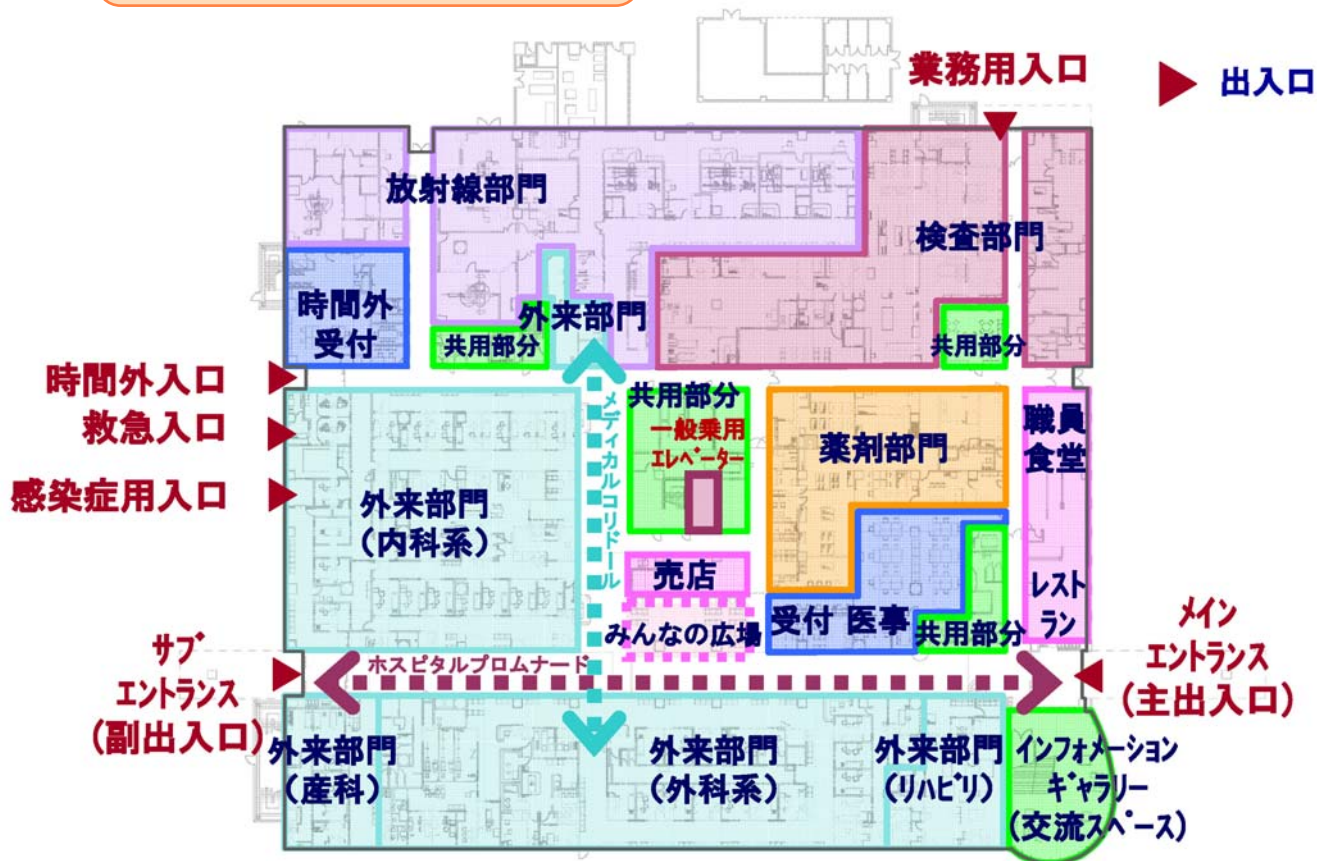 業務用入口
出入口
放射線部門
検査部門
時間外
受付
外来部門
共用部分
共用部分
時間外入口
救急入口
感染症用入口
メディカルコリドール
共用部分
一般乗用
エレベーター
薬剤部門
職員
食堂
外来部門
(内科系)
売店
みんなの広場
受付 医事
共用部分
レスト
ラン
サブ
エントランス
(副出入口)
ホスピタルプロムナード
メイン
エントランス
(主出入口)
外来部門
(産科)
外来部門
(外科系)
外来部門
(リハビリ)
インフォメーション
ギャラリー
(交流スペース)